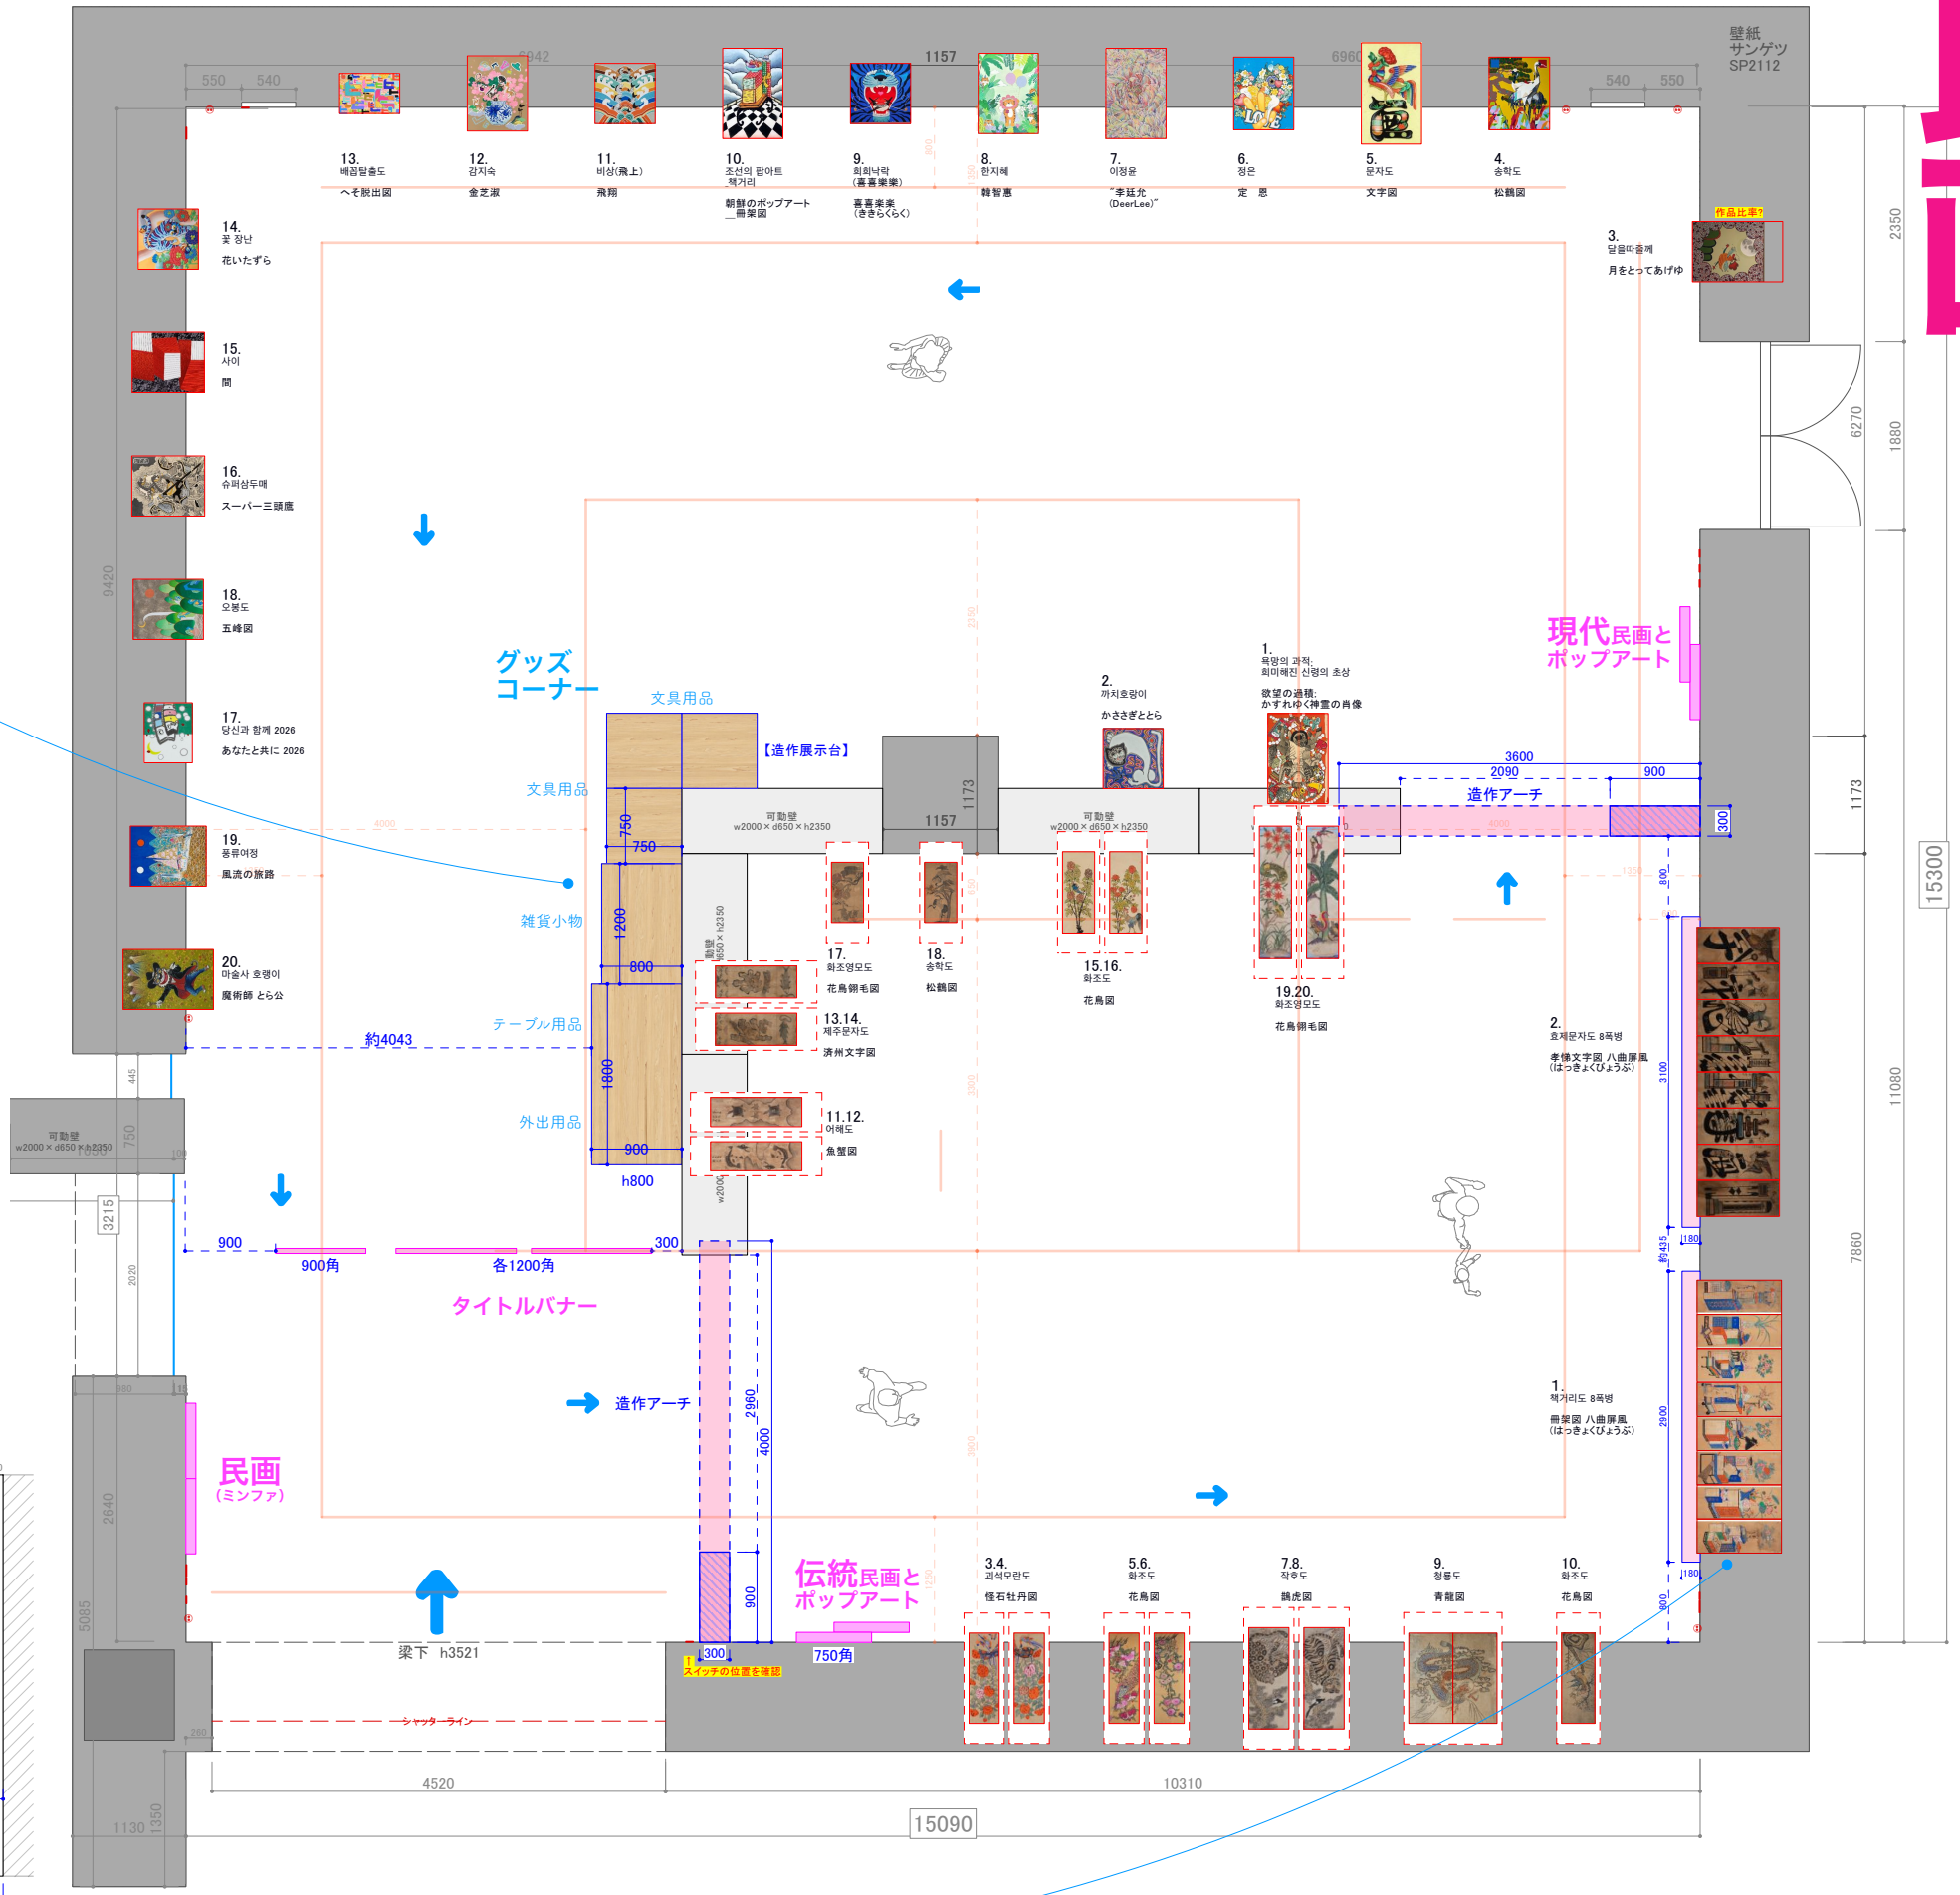 壁紙
サンゲツ
SP2112
6942
1157
6960
550
540
540
550
13.
배꼽탈출도
へそ脱出図
12.
감지숙
金芝淑
11.
비상(飛上)
飛翔
10.
조선의 팝아트
_책거리
朝鮮のポップアート
__冊架図
9.
희희낙락
(喜喜樂樂)
喜喜楽楽
(ききらくらく)
8.
한지혜
韓智惠
7.
이정윤
"李廷允
(DeerLee)"
6.
정은
定 恩
5.
문자도
文字図
4.
송학도
松鶴図
作品比率?
3.
달을따줄께
月をとってあげゆ
800
1350
2350
14.
꽃 장난
花いたずら
15.
사이
間
16.
슈퍼삼두매
スーパー三頭鷹
18.
오봉도
五峰図
17.
당신과 함께 2026
あなたと共に 2026
19.
풍류여정
風流の旅路
20.
마술사 호랭이
魔術師 とら公
9420
6270
1880
2250
現代民画と
ポップアート
グッズ
コーナー
文具用品
【造作展示台】
文具用品
雑貨小物
テーブル用品
外出用品
750
750
1200
800
1800
900
h800
2.
까치호랑이
かささぎととら
1.
욕망의 과적;
희미해진 신령의 초상
欲望の過積;
かすれゆく神霊の肖像
3600
2090
900
造作アーチ
300
1173
1157
1173
可動壁
w2000×d650×h2350
可動壁
w2000×d650×h2350
4000
4000
1350
650
800
15300
17.
화조영모도
花鳥翎毛図
18.
송학도
松鶴図
15.16.
화조도
花鳥図
19.20.
화조영모도
花鳥翎毛図
13.14.
제주문자도
済州文字図
11.12.
어해도
魚蟹図
2.
효제문자도 8폭병
孝悌文字図 八曲屏風
(はっきょくびょうぶ)
3100
180
約435
11080
7860
約4043
445
750
可動壁
w2000×d650×h2350
100
3215
2020
900
900角
各1200角
300
タイトルバナー
3300
3900
造作アーチ
2960
4000
900
300
1.
책거리도 8폭병
冊架図 八曲屏風
(はっきょくびょうぶ)
2900
180
800
民画
(ミンファ)
2640
5085
伝統民画と
ポップアート
750角
↑
スイッチの位置を確認
1250
3.4.
괴석모란도
怪石牡丹図
5.6.
화조도
花鳥図
7.8.
작호도
鵲虎図
9.
청룡도
青龍図
10.
화조도
花鳥図
梁下 h3521
シャッターライン
280
4520
10310
1130
1350
15090